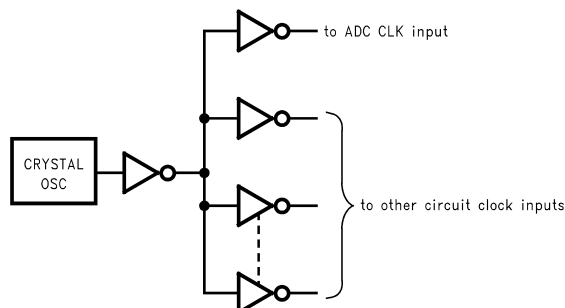 to ADC CLK input
CRYSTAL
OSC
to other circuit clock inputs